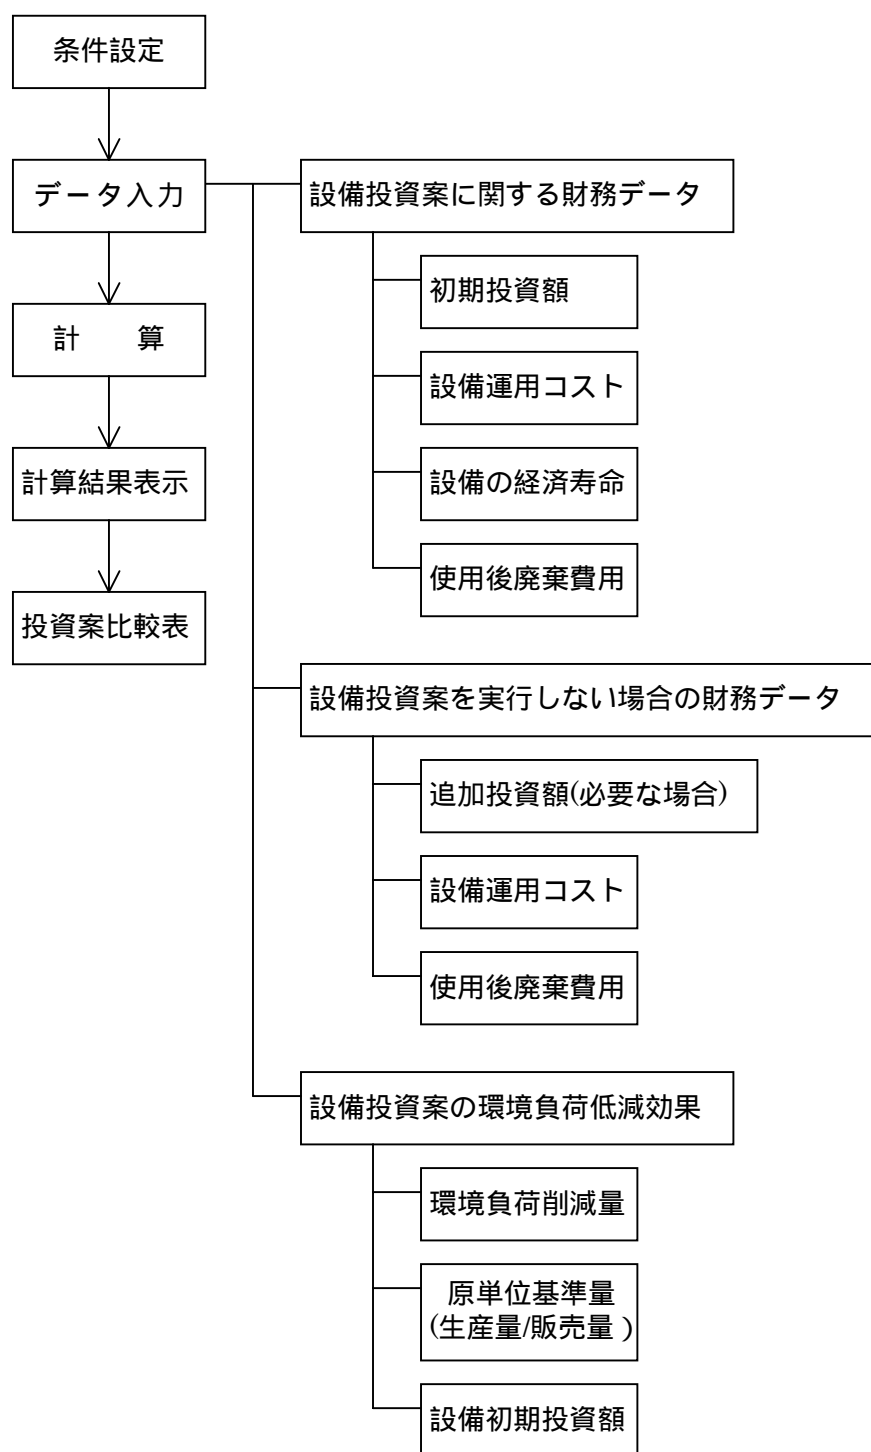 条件設定
データ入力
計　　算
計算結果表示
投資案比較表
設備投資案に関する財務データ
初期投資額
設備運用コスト
設備の経済寿命
使用後廃棄費用
設備投資案を実行しない場合の財務データ
追加投資額(必要な場合)
設備運用コスト
使用後廃棄費用
設備投資案の環境負荷低減効果
環境負荷削減量
原単位基準量
(生産量/販売量 )
設備初期投資額